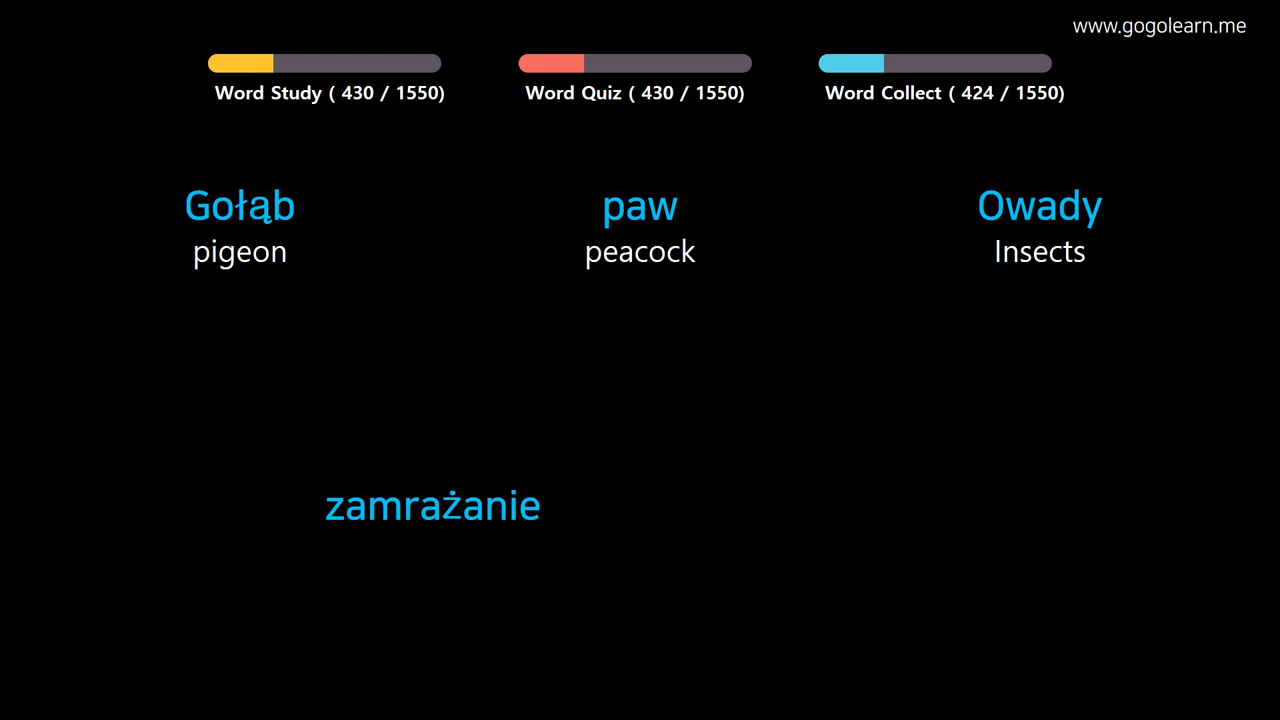 www.gogolearn.me
Word Study ( 430 / 1550)
Word Quiz ( 430 / 1550)
Word Collect ( 424 / 1550)
Gołąb
pigeon
paw
peacock
Owady
Insects
zamrażanie